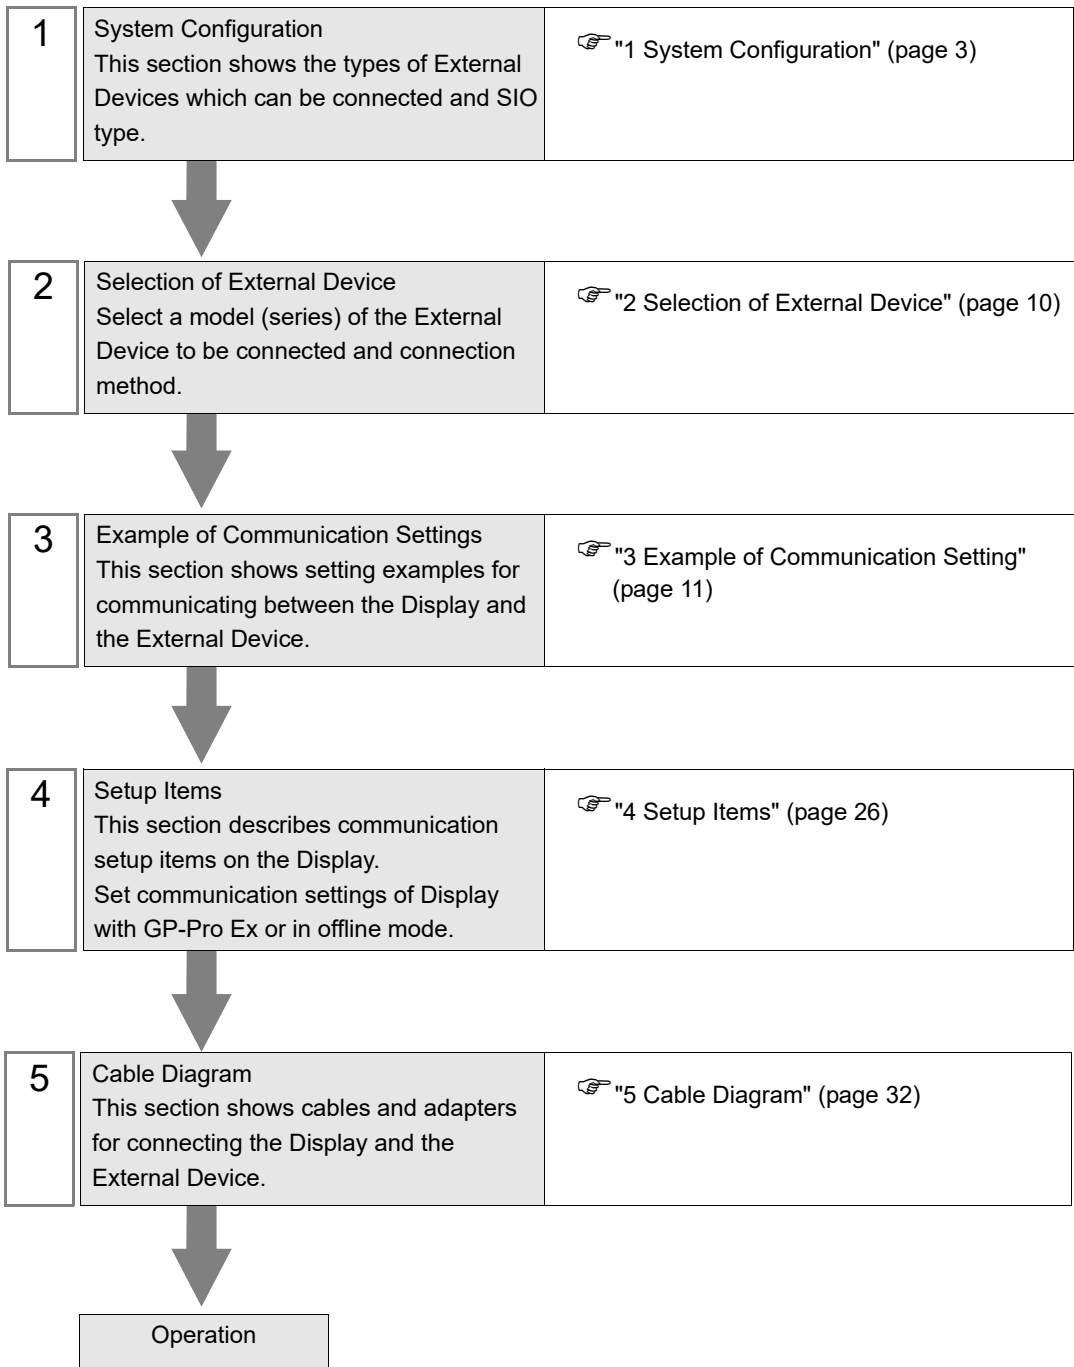 1
System Configuration
This section shows the types of External
Devices which can be connected and SIO
type.
"1 System Configuration" (page 3)
2
Selection of External Device
Select a model (series) of the External
Device to be connected and connection
method.
"2 Selection of External Device" (page 10)
3
Example of Communication Settings
This section shows setting examples for
communicating between the Display and
the External Device.
"3 Example of Communication Setting"
(page 11)
4
Setup Items
This section describes communication
setup items on the Display.
Set communication settings of Display
with GP-Pro Ex or in offline mode.
"4 Setup Items" (page 26)
5
Cable Diagram
This section shows cables and adapters
for connecting the Display and the
External Device.
"5 Cable Diagram" (page 32)
Operation